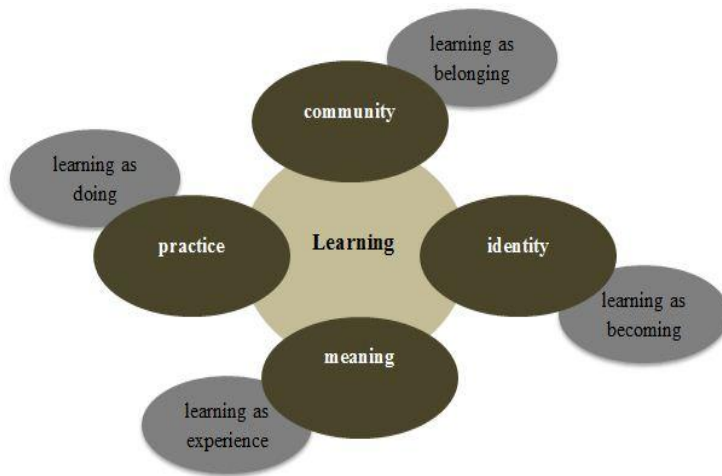 learning as
belonging
community
learning as
doing
practice
Learning
identity
learning as
becoming
meaning
learning as
experience